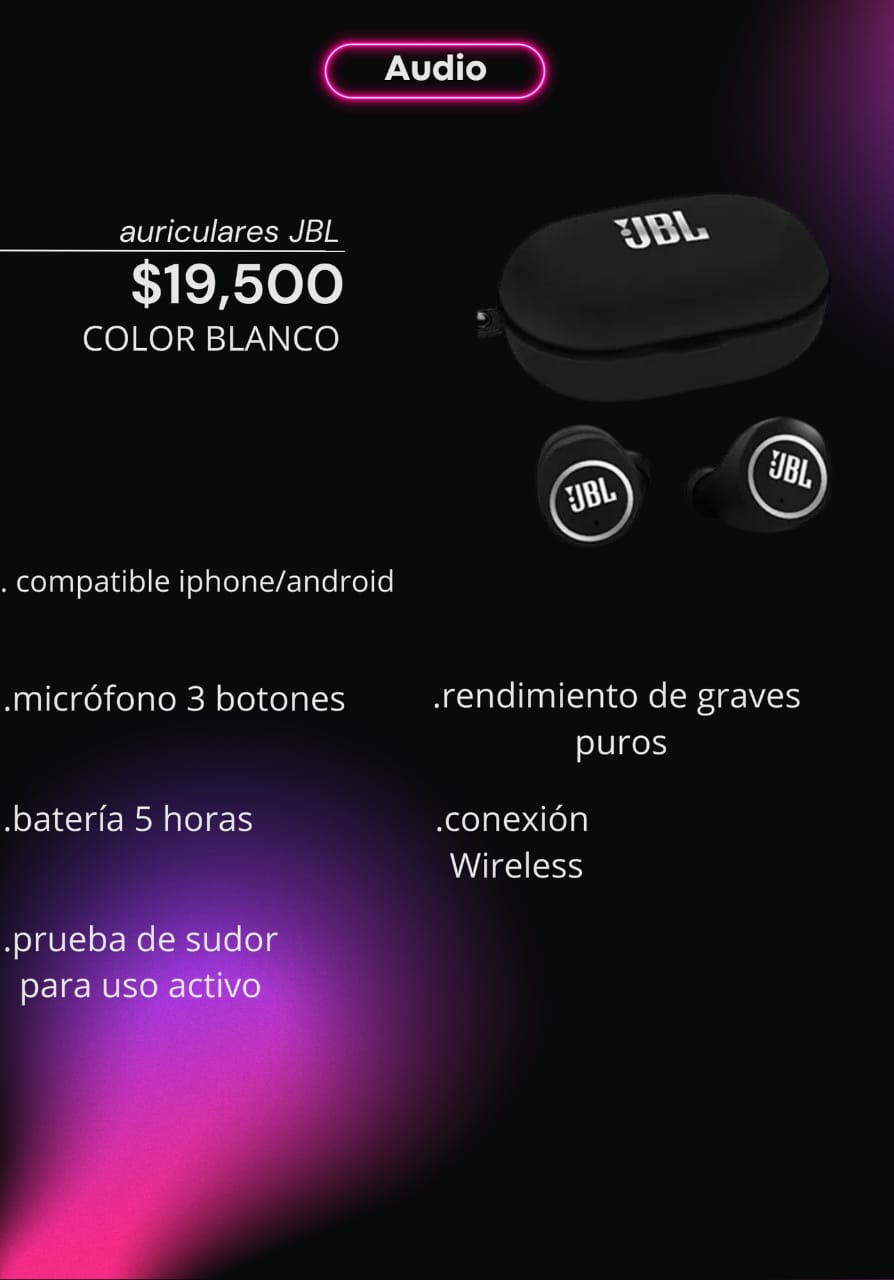 Audio
auriculares JBL
$19,500
COLOR BLANCO
JBL
JBL
JBL
. compatible iphone/android
.micrófono 3 botones
.rendimiento de graves
puros
.batería 5 horas
.conexión
Wireless
.prueba de sudor
para uso activo